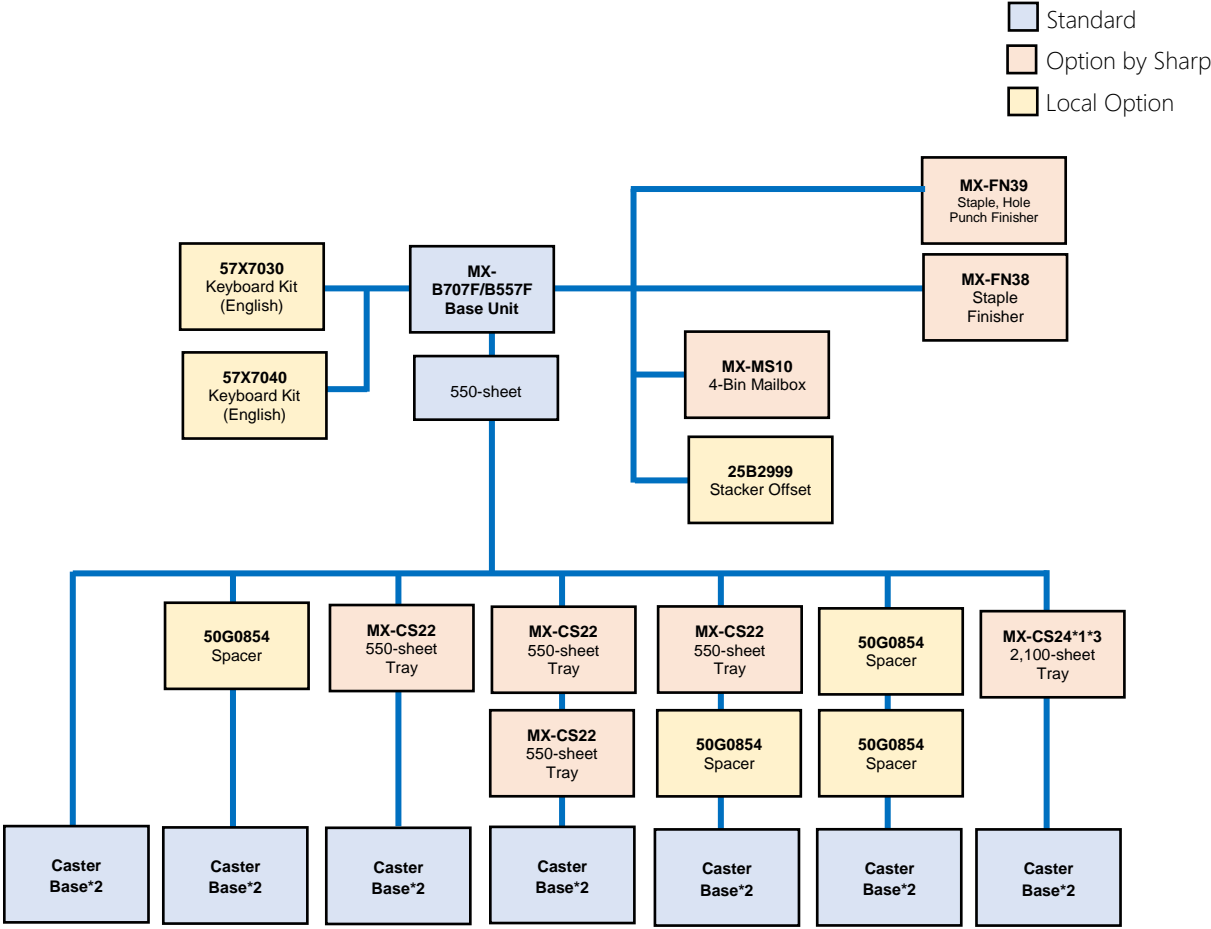 Standard
Option by Sharp
Local Option
MX-FN39
Staple, Hole
Punch Finisher
57X7030
Keyboard Kit
(English)
MX-
B707F/B557F
Base Unit
MX-FN38
Staple
Finisher
57X7040
Keyboard Kit
(English)
550-sheet
MX-MS10
4-Bin Mailbox
25B2999
Stacker Offset
50G0854
Spacer
MX-CS22
550-sheet
Tray
MX-CS22
550-sheet
Tray
MX-CS22
550-sheet
Tray
50G0854
Spacer
MX-CS24*1*3
2,100-sheet
Tray
MX-CS22
550-sheet
Tray
50G0854
Spacer
50G0854
Spacer
Caster
Base*2
Caster
Base*2
Caster
Base*2
Caster
Base*2
Caster
Base*2
Caster
Base*2
Caster
Base*2